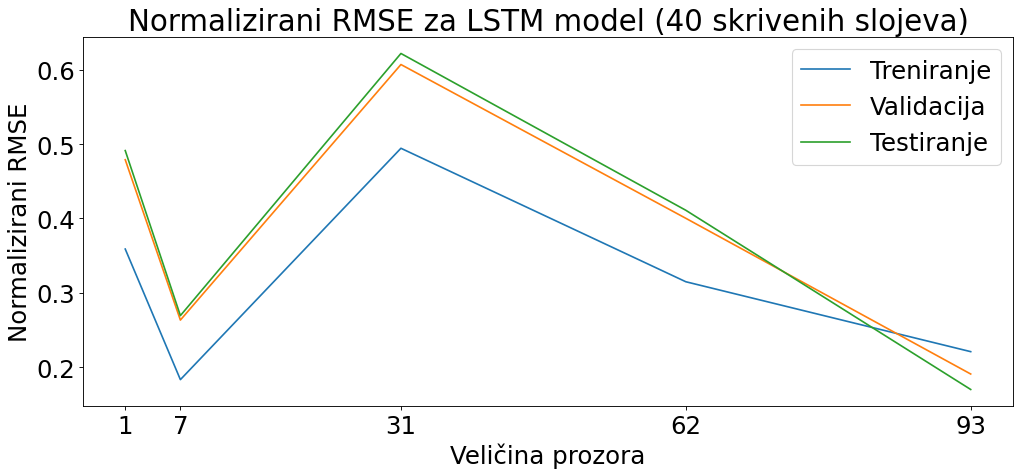 Normalizirani RMSE za LSTM model (40 skrivenih slojeva)
Normalizirani RMSE
0.6
0.5
0.4
0.3
0.2
Treniranje
Validacija
Testiranje
1 7 31 62 93
Veličina prozora